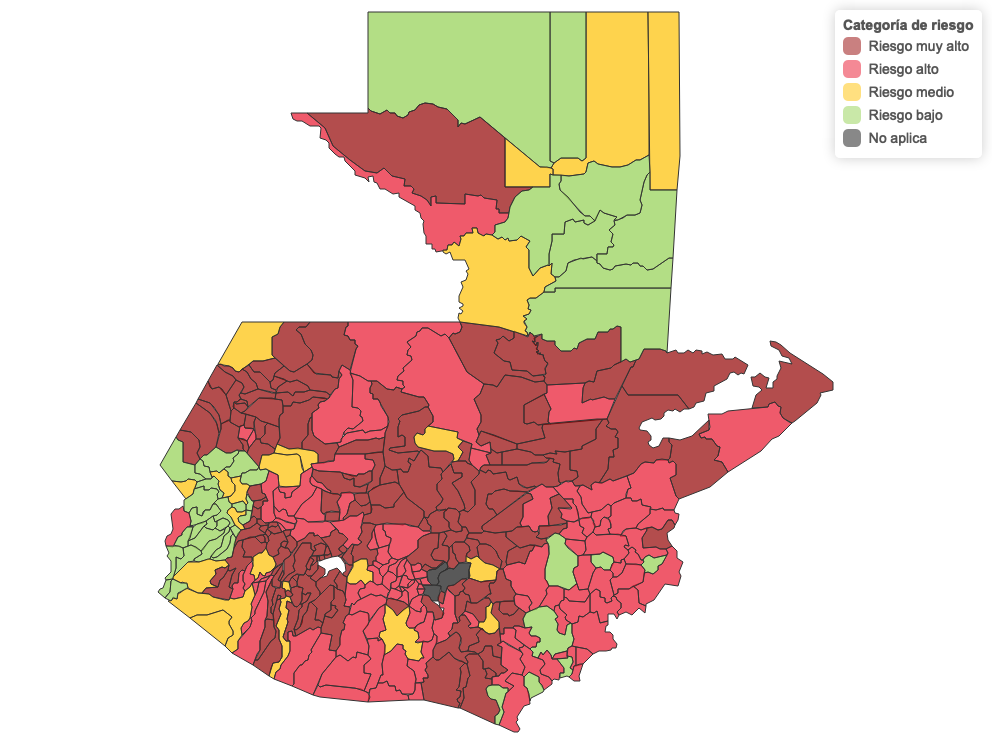 Categoría de riesgo
Riesgo muy alto
Riesgo alto
Riesgo medio
Riesgo bajo
No aplica